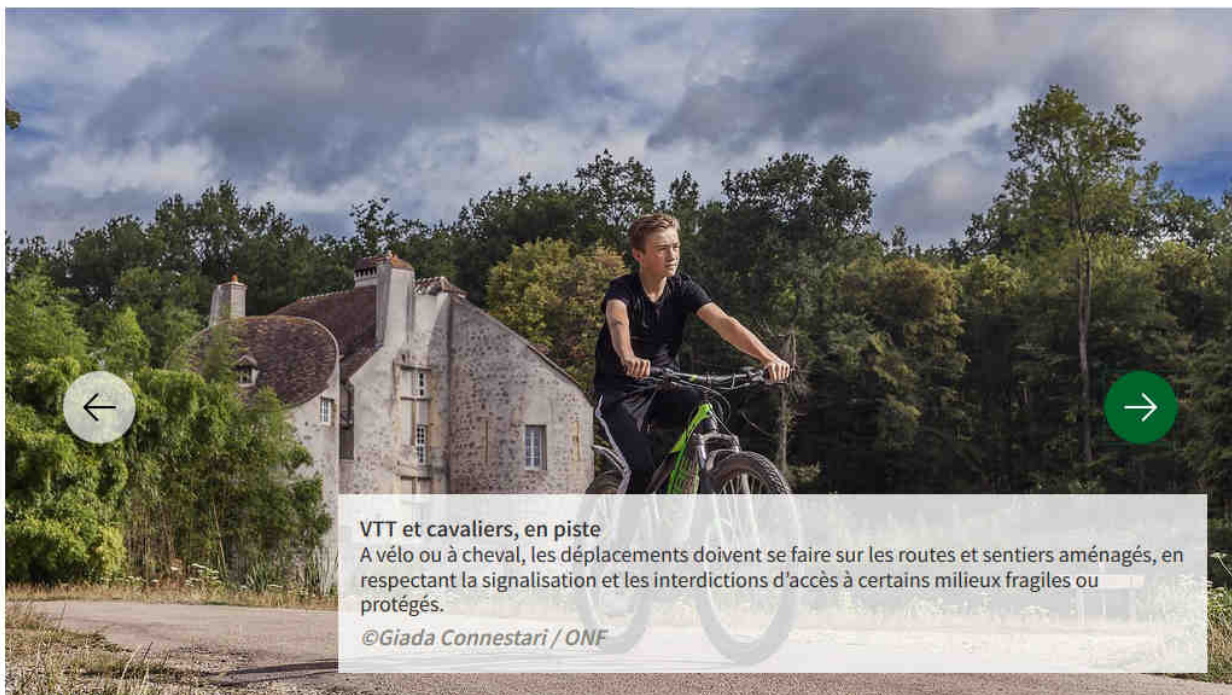 VTT et cavaliers, en piste
A vélo ou à cheval, les déplacements doivent se faire sur les routes et sentiers aménagés, en
respectant la signalisation et les interdictions d'accès à certains milieux fragiles ou
protégés.
©Giada Connestari / ONF